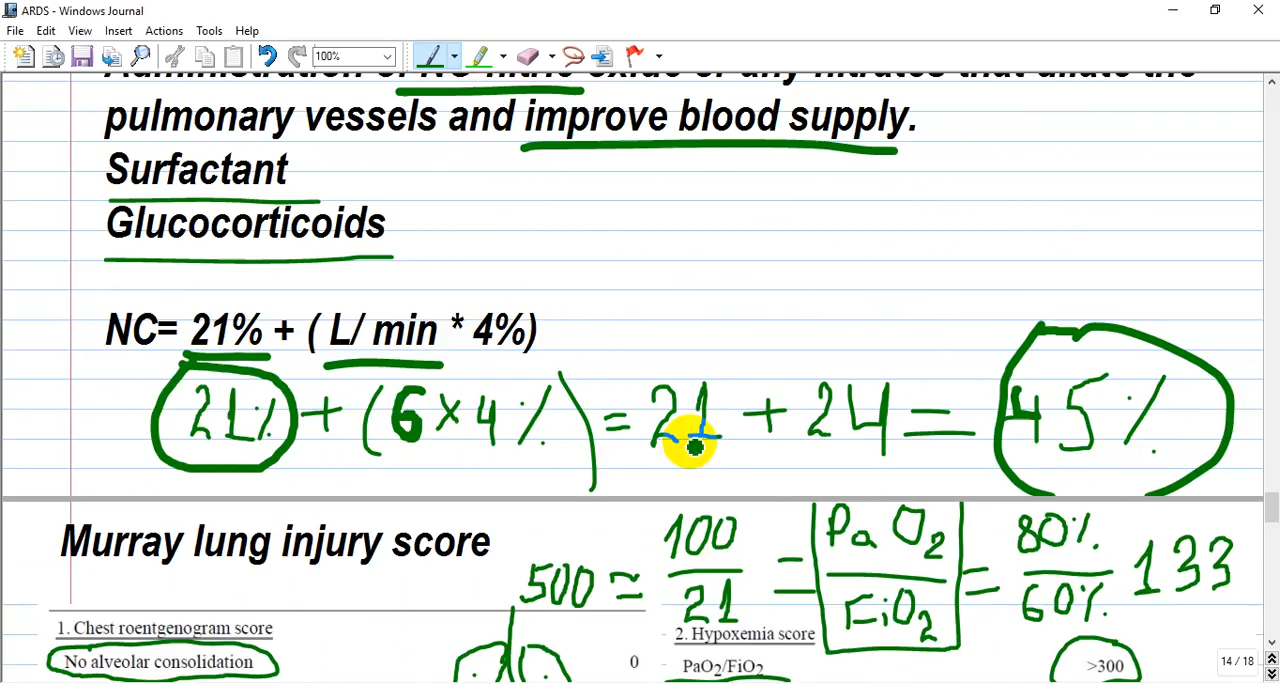 ARDS - Windows Journal
File Edit View Insert Actions Tools Help
100%
pulmonary vessels and improve blood supply.
Surfactant
Glucocorticoids
NC= 21% + ( L/ min * 4%)
21% + (6 × 4%) = 21 + 24 = 45%
Murray lung injury score
500 ≈ 100/21 = PaO2/FiO2 = 80%/60% 133
1. Chest roentgenogram score
2. Hypoxemia score
No alveolar consolidation 0
PaO2/FiO2 >300
14 / 18